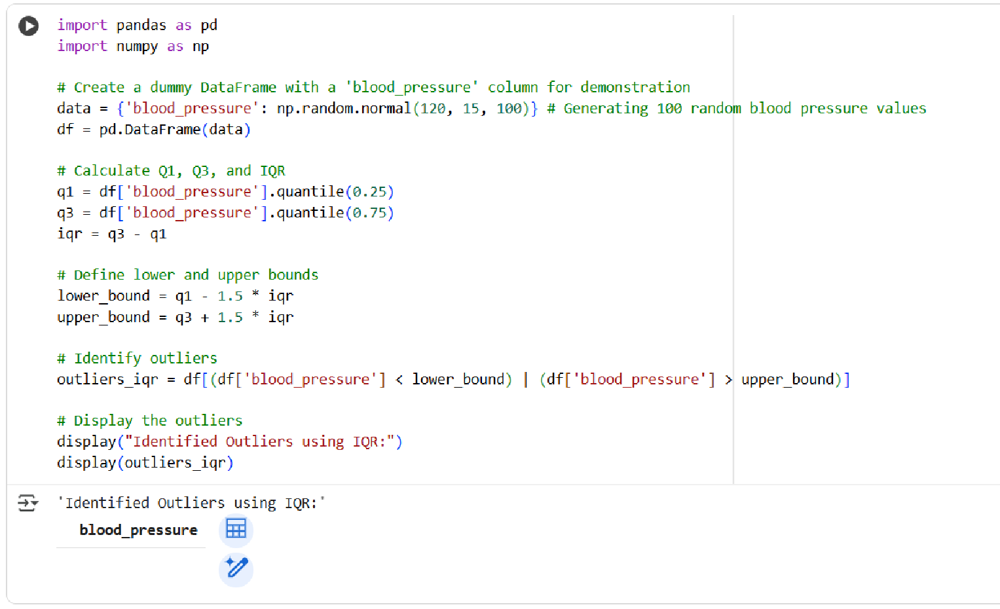 import pandas as pd
import numpy as np
# Create a dummy DataFrame with a 'blood_pressure' column for demonstration
data = {'blood_pressure': np.random.normal(120, 15, 100)} # Generating 100 random blood pressure values
df = pd.DataFrame(data)
# Calculate Q1, Q3, and IQR
q1 = df['blood_pressure'].quantile(0.25)
q3 = df['blood_pressure'].quantile(0.75)
iqr = q3 - q1
# Define lower and upper bounds
lower_bound = q1 - 1.5 * iqr
upper_bound = q3 + 1.5 * iqr
# Identify outliers
outliers_iqr = df[(df['blood_pressure'] < lower_bound) | (df['blood_pressure'] > upper_bound)]
# Display the outliers
display("Identified Outliers using IQR:")
display(outliers_iqr)
'Identified Outliers using IQR:'
blood_pressure